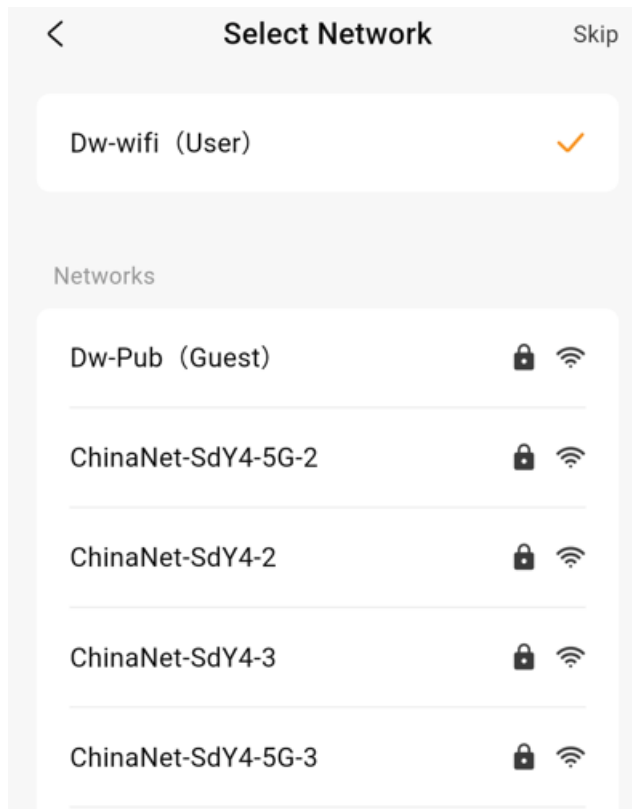 Select Network
Skip
Dw-wifi（User）
Networks
Dw-Pub（Guest）
ChinaNet-SdY4-5G-2
ChinaNet-SdY4-2
ChinaNet-SdY4-3
ChinaNet-SdY4-5G-3